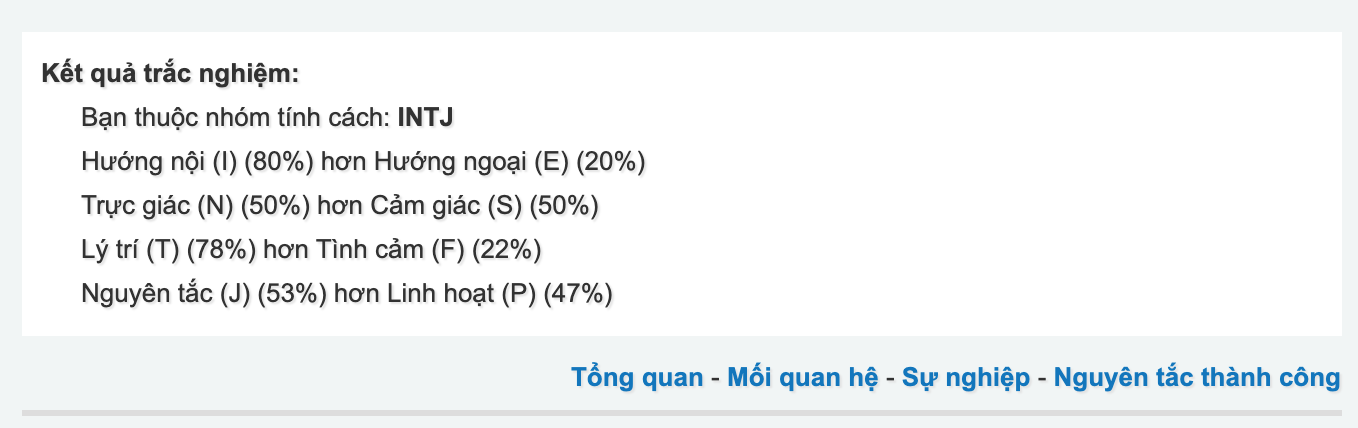 Kết quả trắc nghiệm:
Bạn thuộc nhóm tính cách: INTJ
Hướng nội (I) (80%) hơn Hướng ngoại (E) (20%)
Trực giác (N) (50%) hơn Cảm giác (S) (50%)
Lý trí (T) (78%) hơn Tình cảm (F) (22%)
Nguyên tắc (J) (53%) hơn Linh hoạt (P) (47%)
Tổng quan - Mối quan hệ - Sự nghiệp - Nguyên tắc thành công